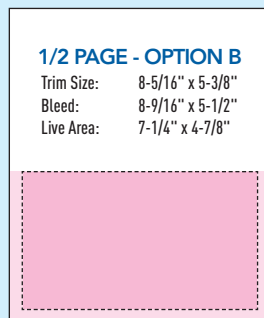 1/2 PAGE - OPTION B
Trim Size: 8-5/16" x 5-3/8"
Bleed: 8-9/16" x 5-1/2"
Live Area: 7-1/4" x 4-7/8"